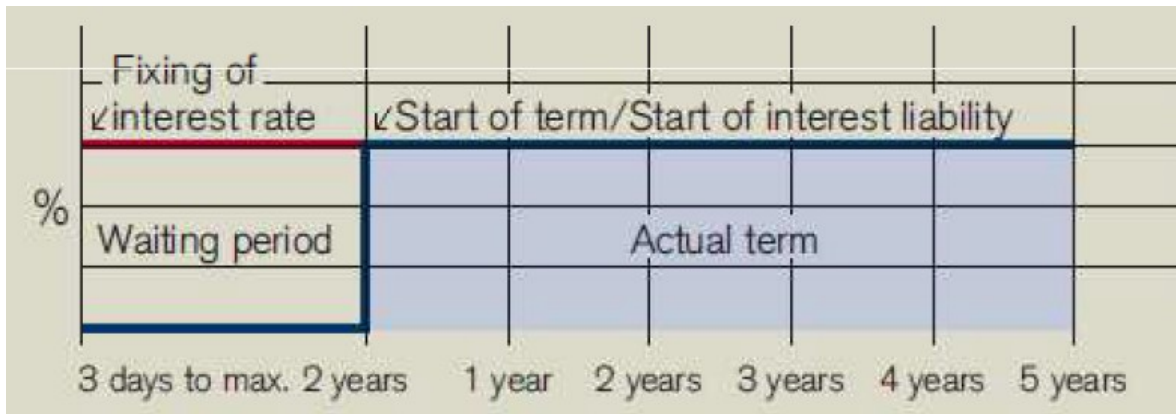 Fixing of
↙interest rate
↙Start of term/Start of interest liability
%
Waiting period
Actual term
3 days to max. 2 years 1 year 2 years 3 years 4 years 5 years